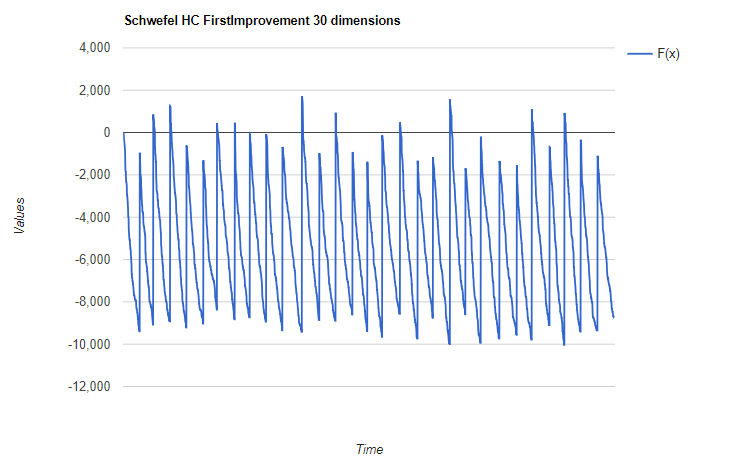 Schwefel HC FirstImprovement 30 dimensions
4,000
F(x)
2,000
0
-2,000
-4,000
Values
-6,000
-8,000
-10,000
-12,000
Time